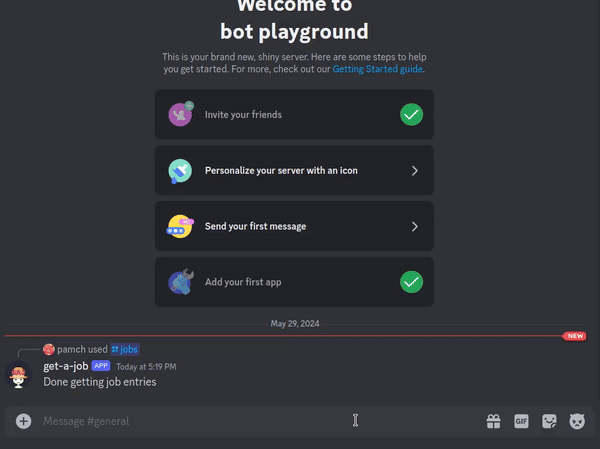 Welcome to
bot playground
This is your brand new, shiny server. Here are some steps to help
you get started. For more, check out our Getting Started guide.
Invite your friends
Personalize your server with an icon
Send your first message
Add your first app
May 29, 2024
NEW
pamch used jobs
get-a-job APP Today at 5:19 PM
Done getting job entries
Message #general
GIF